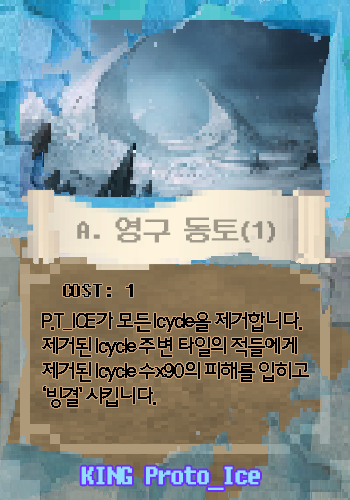 A. 영구 동토(1)
COST: 1
P.T_ICE가 모든 Icycle을 제거합니다.
제거된 Icycle 주변 타일의 적들에게
제거된 Icycle 수x90의 피해를 입히고
'빙결' 시킵니다.
KING Proto_Ice